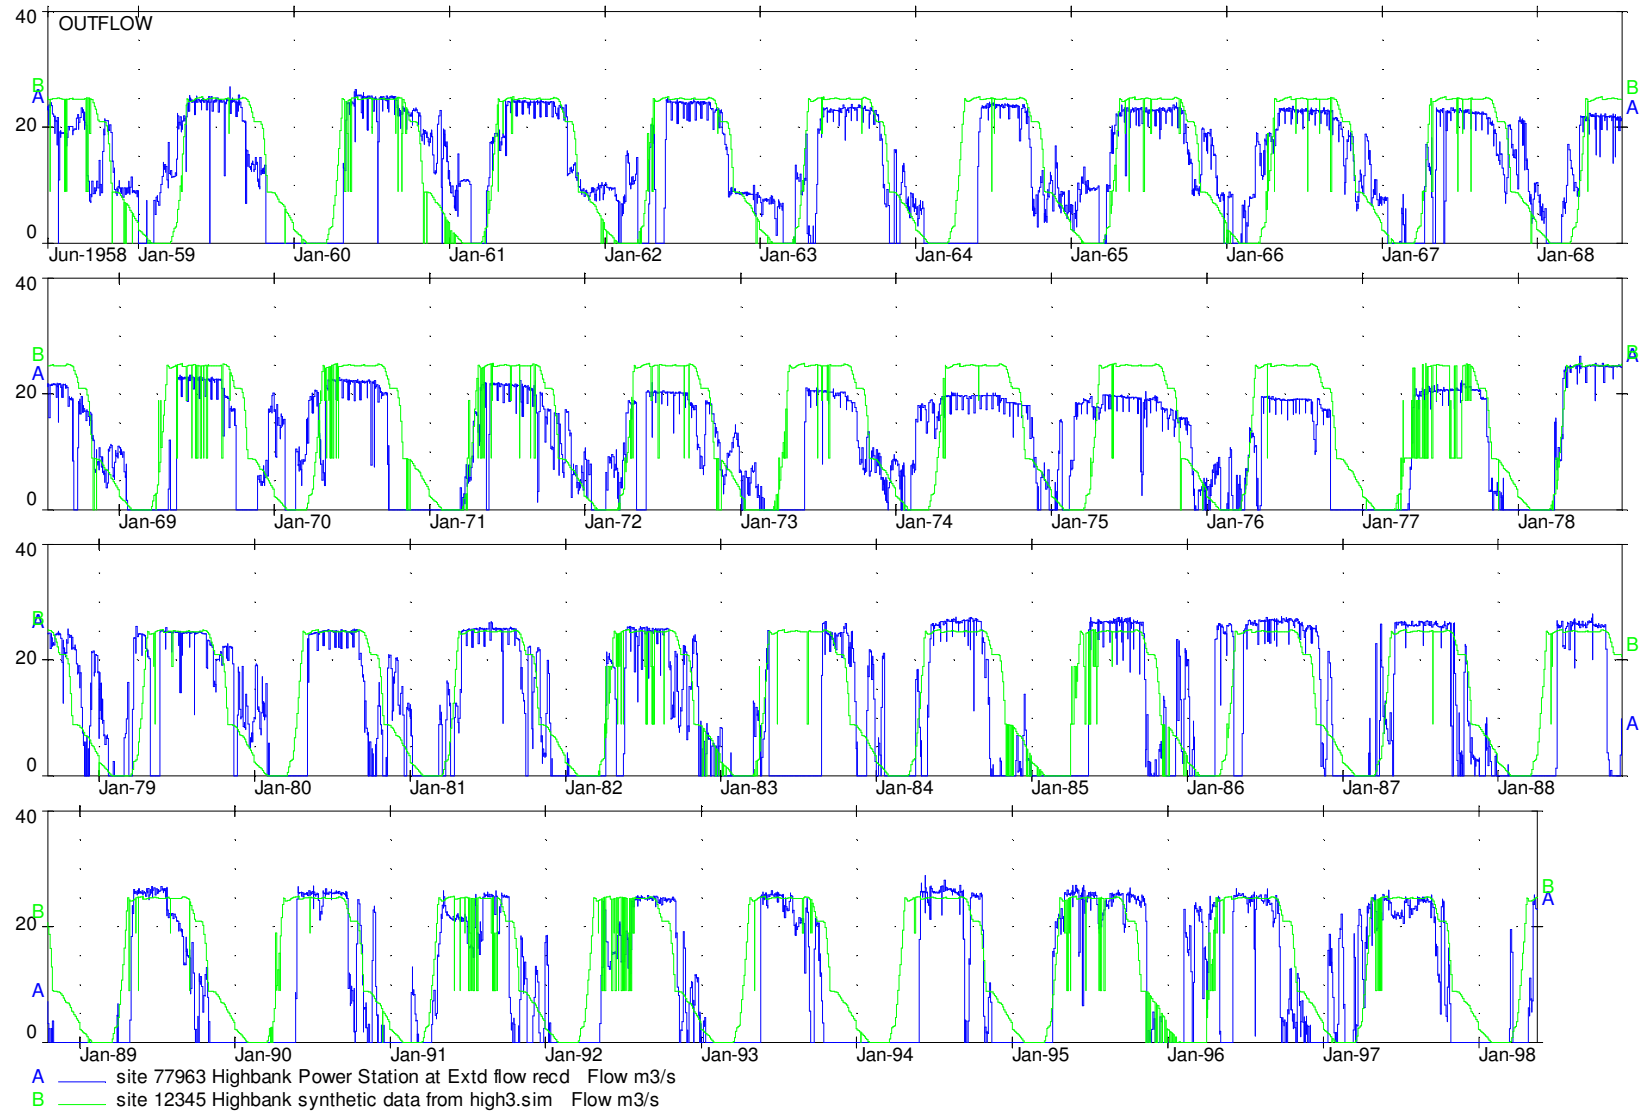 40
OUTFLOW
B
A
B
A
20
0
Jun-1958 Jan-59 Jan-60 Jan-61 Jan-62 Jan-63 Jan-64 Jan-65 Jan-66 Jan-67 Jan-68
40
B
A
B
A
20
0
Jan-69 Jan-70 Jan-71 Jan-72 Jan-73 Jan-74 Jan-75 Jan-76 Jan-77 Jan-78
40
B
A
B
20
A
0
Jan-79 Jan-80 Jan-81 Jan-82 Jan-83 Jan-84 Jan-85 Jan-86 Jan-87 Jan-88
40
B
A
B
20
A
0
Jan-89 Jan-90 Jan-91 Jan-92 Jan-93 Jan-94 Jan-95 Jan-96 Jan-97 Jan-98
A site 77963 Highbank Power Station at Extd flow recd Flow m3/s
B site 12345 Highbank synthetic data from high3.sim Flow m3/s